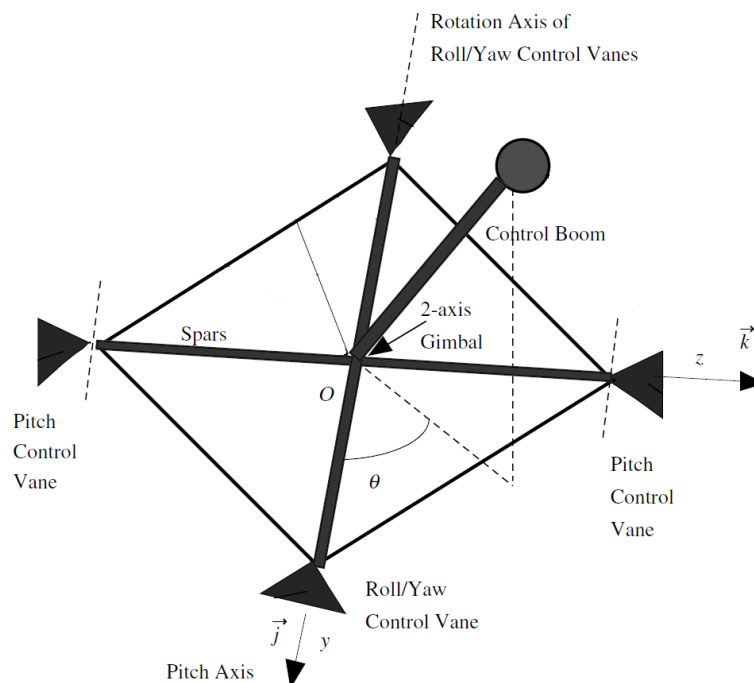 Rotation Axis of
Roll/Yaw Control Vanes
Control Boom
2-axis
Gimbal
Spars
O
z
k⃗
Pitch
Control
Vane
θ
Pitch
Control
Vane
Roll/Yaw
Control Vane
j⃗
y
Pitch Axis